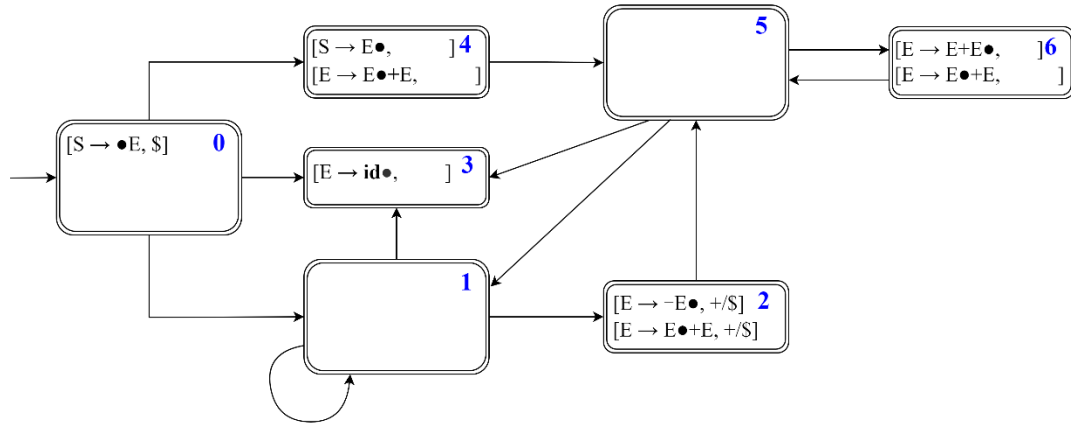 [S → E●, ] 4
[E → E●+E, ]
5
[E → E+E●, ] 6
[E → E●+E, ]
[S → ●E, $] 0
[E → id●, ] 3
1
[E → −E●, +/$] 2
[E → E●+E, +/$]